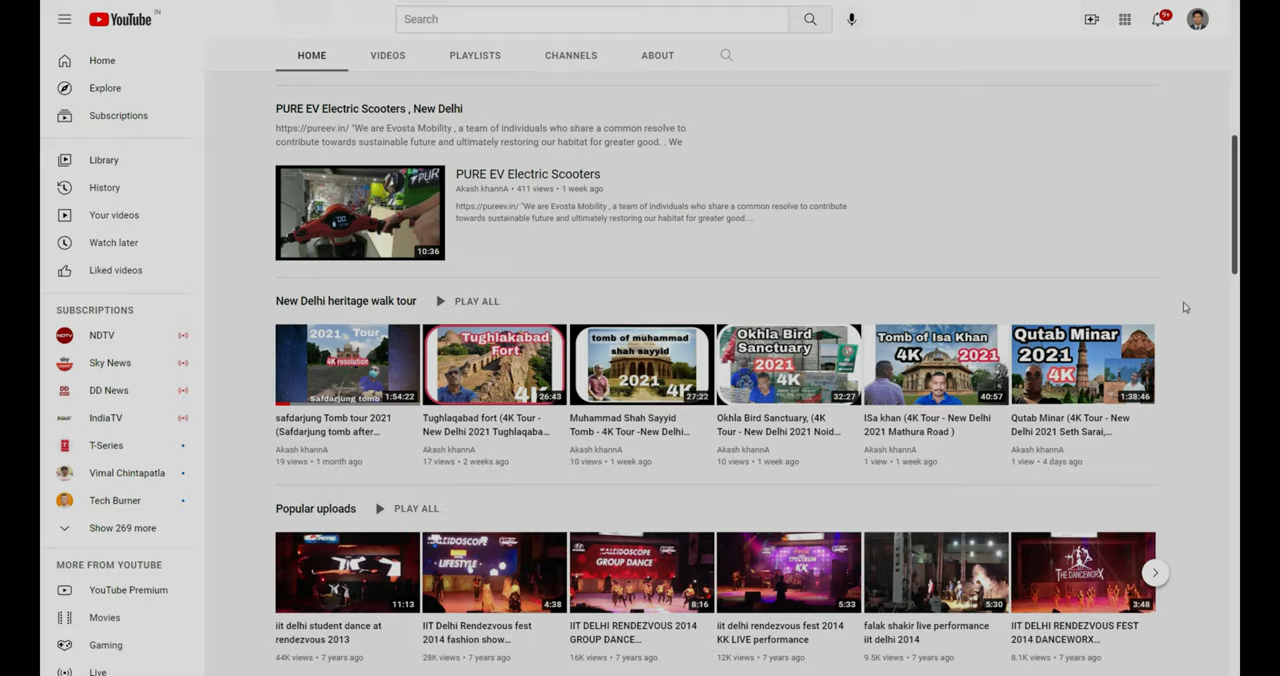 YouTube IN
Search
9+
HOME VIDEOS PLAYLISTS CHANNELS ABOUT
Home
Explore
Subscriptions
Library
History
Your videos
Watch later
Liked videos
SUBSCRIPTIONS
NDTV
Sky News
DD News
IndiaTV
T-Series
Vimal Chintapatla
Tech Burner
Show 269 more
MORE FROM YOUTUBE
YouTube Premium
Movies
Gaming
Live
PURE EV Electric Scooters , New Delhi
https://pureev.in/ "We are Evosta Mobility , a team of individuals who share a common resolve to
contribute towards sustainable future and ultimately restoring our habitat for greater good. . We
10:36
PURE EV Electric Scooters
Akash khannA • 411 views • 1 week ago
https://pureev.in/ "We are Evosta Mobility , a team of individuals who share a common resolve to contribute
towards sustainable future and ultimately restoring our habitat for greater good....
New Delhi heritage walk tour PLAY ALL
2021 Tour
4K resolution
Safdarjung tomb
1:54:22
safdarjung Tomb tour 2021
(Safdarjung tomb after...
Akash khannA
19 views • 1 month ago
Tughlakabad
Fort
4K
26:43
Tughlaqabad fort (4K Tour -
New Delhi 2021 Tughlaqaba...
Akash khannA
17 views • 2 weeks ago
tomb of muhammad
shah sayyid
2021 4K
27:22
Muhammad Shah Sayyid
Tomb - 4K Tour -New Delhi...
Akash khannA
10 views • 1 week ago
Okhla Bird
Sanctuary
2021
4K
32:27
Okhla Bird Sanctuary, (4K
Tour - New Delhi 2021 Noid...
Akash khannA
10 views • 1 week ago
Tomb of Isa Khan
4K 2021
40:57
ISa khan (4K Tour - New Delhi
2021 Mathura Road )
Akash khannA
1 view • 1 week ago
Qutab Minar
2021
4K
1:38:46
Qutab Minar (4K Tour - New
Delhi 2021 Seth Sarai,...
Akash khannA
1 view • 4 days ago
Popular uploads PLAY ALL
11:13
iit delhi student dance at
rendezvous 2013
44K views • 7 years ago
KALEIDOSCOPE
LIFESTYLE
4:38
IIT Delhi Rendezvous fest
2014 fashion show...
28K views • 7 years ago
KALEIDOSCOPE
GROUP DANCE
8:16
IIT DELHI RENDEZVOUS 2014
GROUP DANCE...
16K views • 7 years ago
SPECTRUM
KK
5:33
iit delhi rendezvous fest 2014
KK LIVE performance
12K views • 7 years ago
5:30
falak shakir live performance
iit delhi 2014
9.5K views • 7 years ago
THE DANCEWORX
3:48
IIT DELHI RENDEZVOUS FEST
2014 DANCEWORX...
8.1K views • 7 years ago